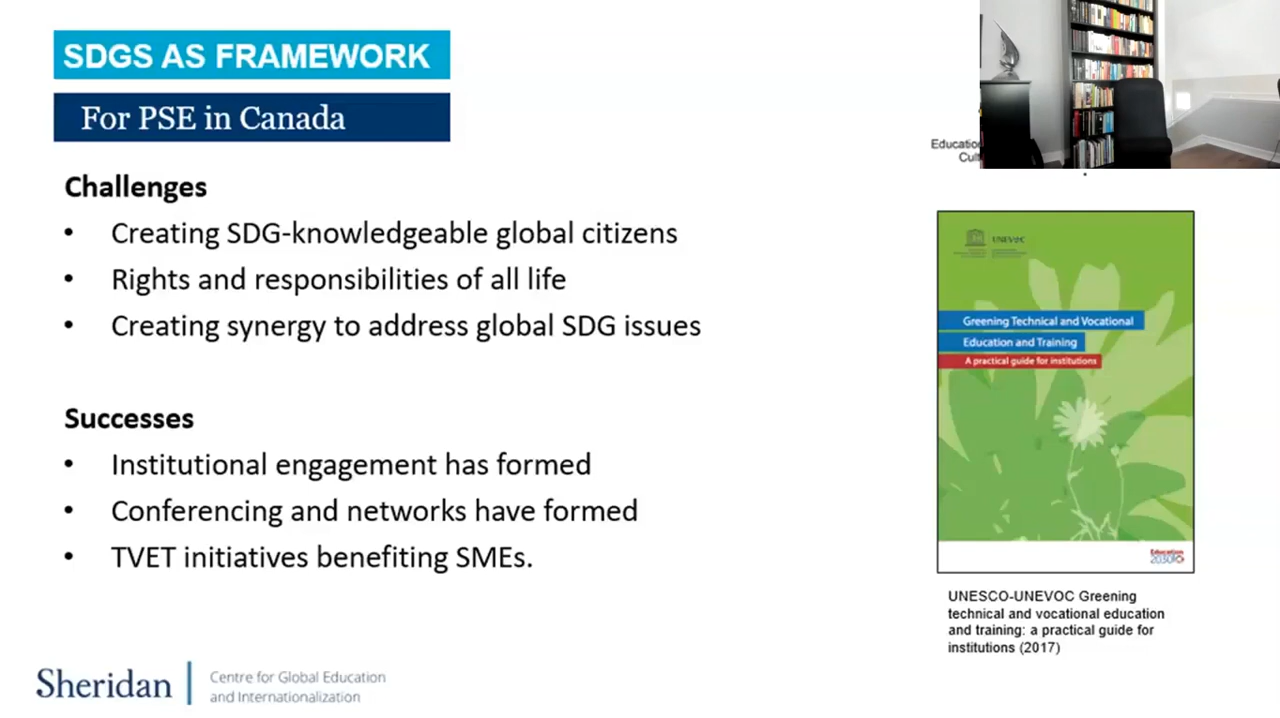 SDGS AS FRAMEWORK
For PSE in Canada
Challenges
• Creating SDG-knowledgeable global citizens
• Rights and responsibilities of all life
• Creating synergy to address global SDG issues
Successes
• Institutional engagement has formed
• Conferencing and networks have formed
• TVET initiatives benefiting SMEs.
UNEVOC
Greening Technical and Vocational
Education and Training
A practical guide for institutions
Education
2030
UNESCO-UNEVOC Greening
technical and vocational education
and training: a practical guide for
institutions (2017)
Sheridan
Centre for Global Education
and Internationalization